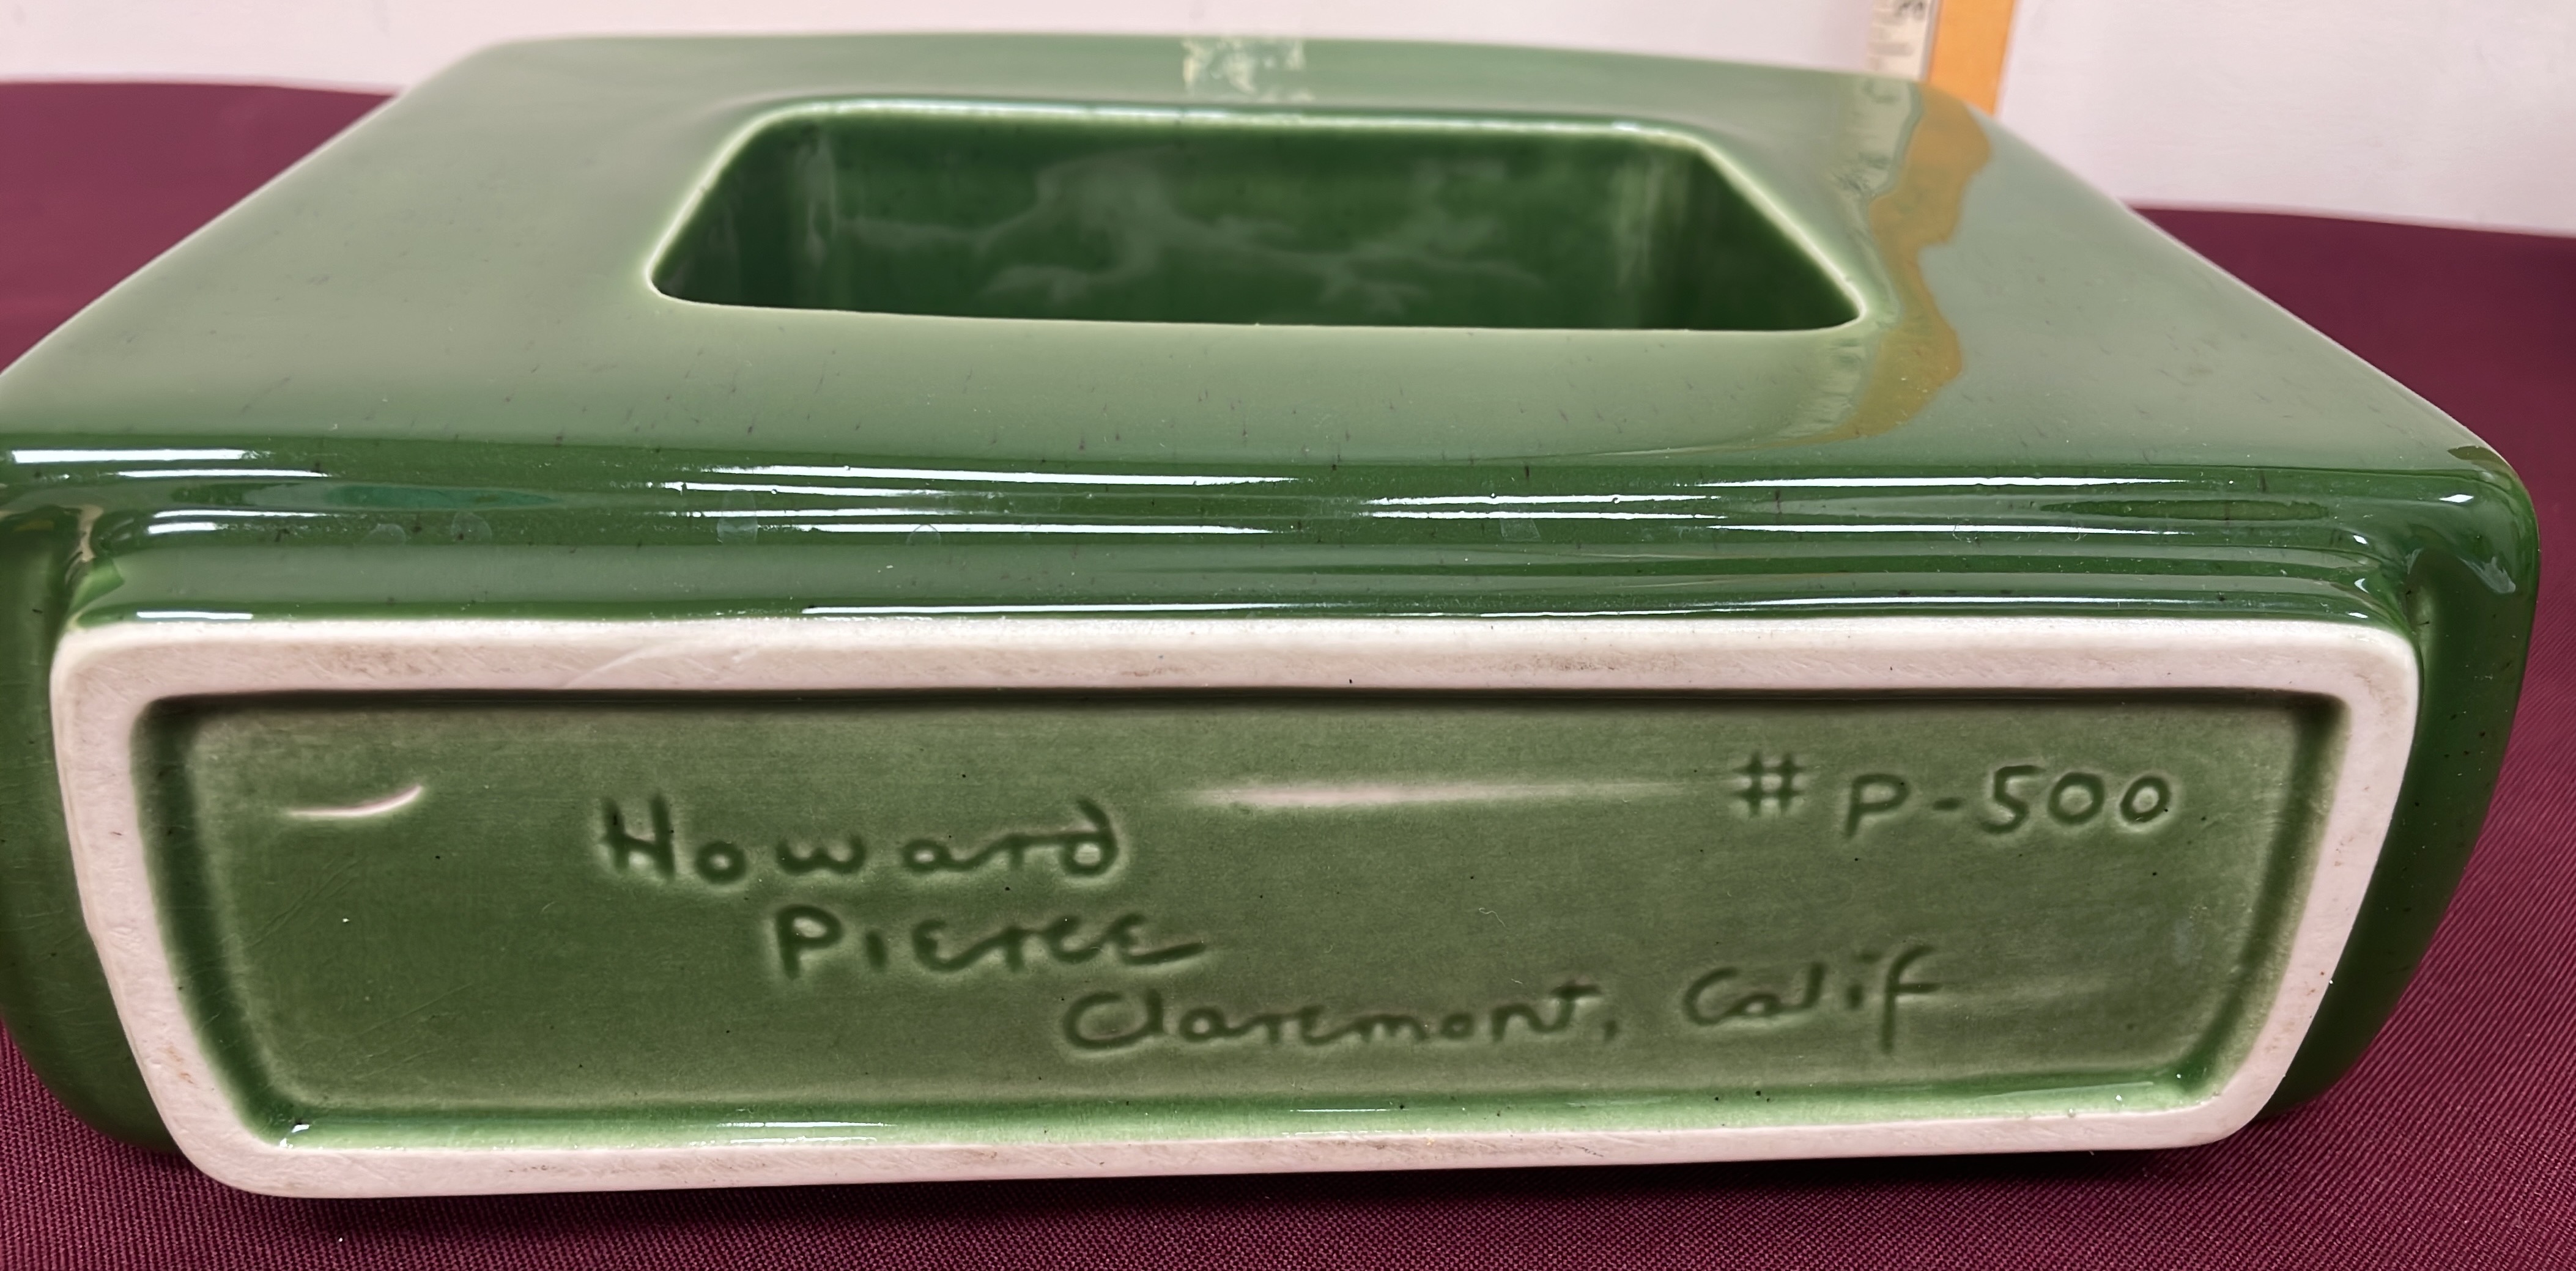 # P-500
Howard
Pierce
Claremont, Calif